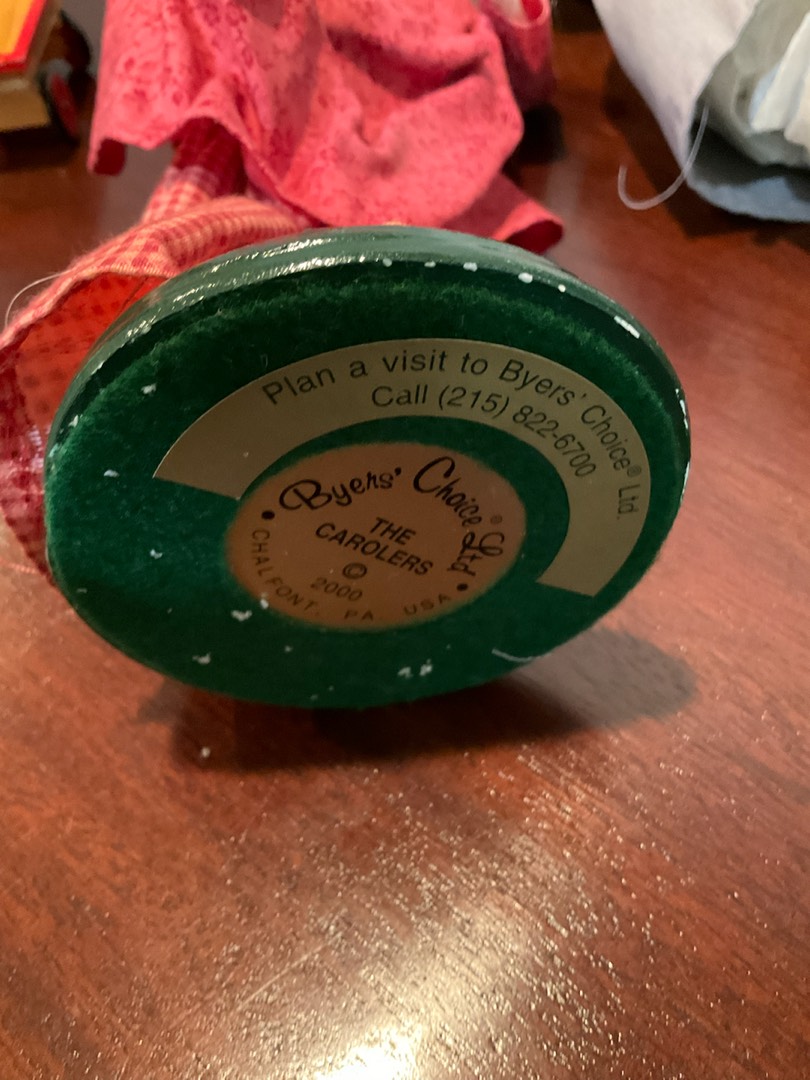 Plan a visit to Byers' Choice® Ltd.
Call (215) 822-6700
• Byers' Choice® Ltd •
THE
CAROLERS
©
2000
CHALFONT, PA USA